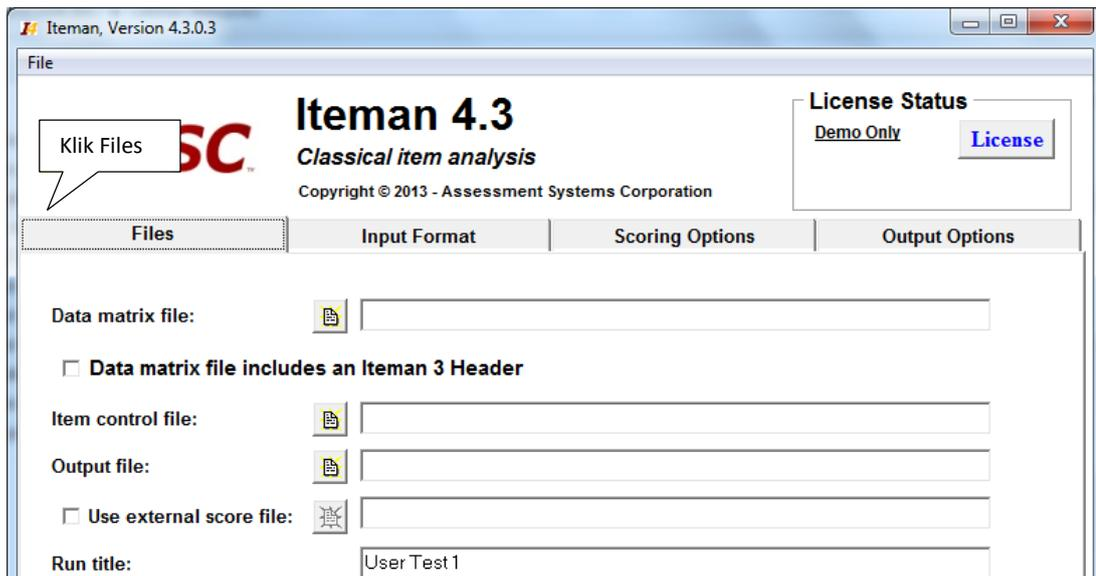 Iteman, Version 4.3.0.3
File
Iteman 4.3
Classical item analysis
Copyright © 2013 - Assessment Systems Corporation
License Status
Demo Only
License
Klik Files
SC
Files
Input Format
Scoring Options
Output Options
Data matrix file:
Data matrix file includes an Iteman 3 Header
Item control file:
Output file:
Use external score file:
Run title:
User Test 1